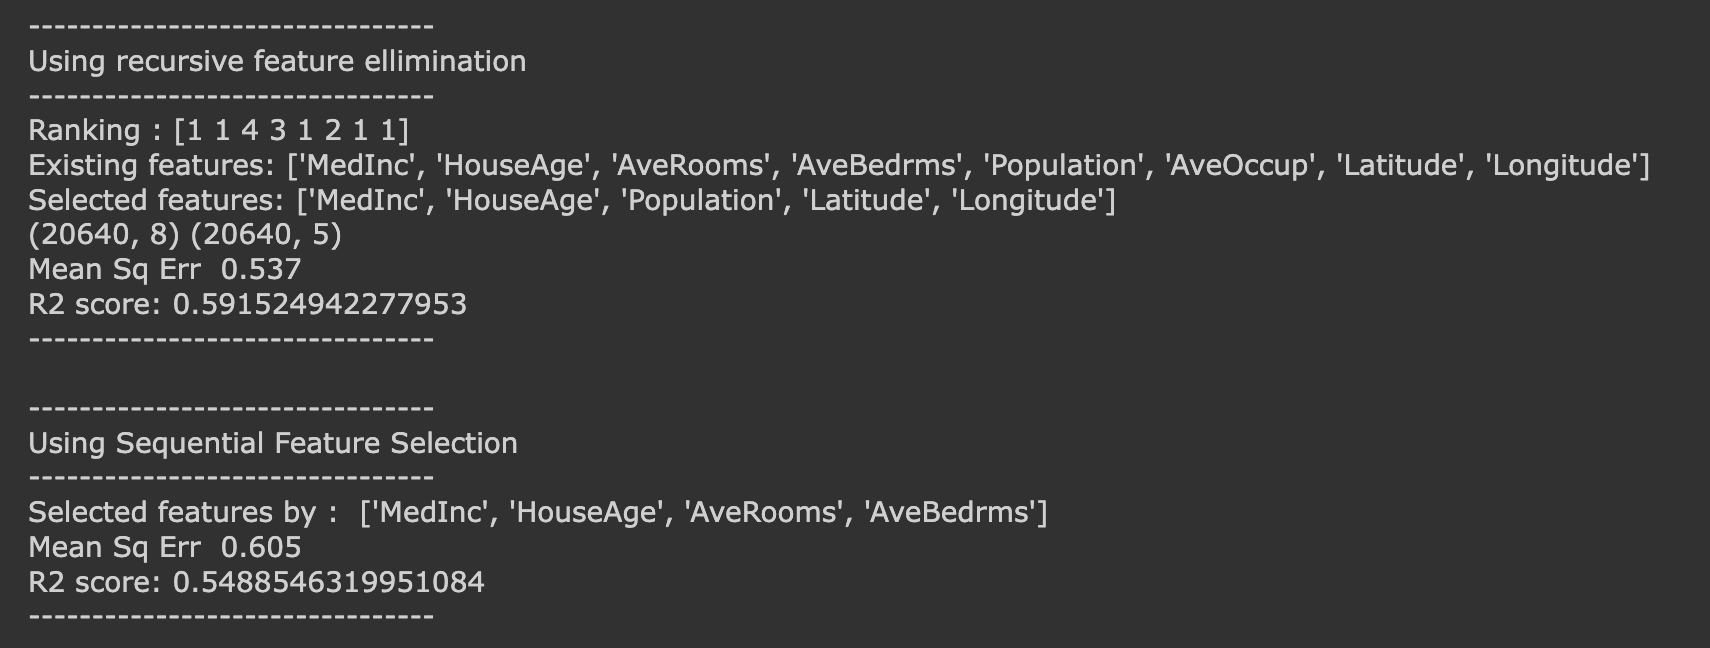 --------------------------------
Using recursive feature ellimination
--------------------------------
Ranking : [1 1 4 3 1 2 1 1]
Existing features: ['MedInc', 'HouseAge', 'AveRooms', 'AveBedrms', 'Population', 'AveOccup', 'Latitude', 'Longitude']
Selected features: ['MedInc', 'HouseAge', 'Population', 'Latitude', 'Longitude']
(20640, 8) (20640, 5)
Mean Sq Err  0.537
R2 score: 0.591524942277953
--------------------------------
--------------------------------
Using Sequential Feature Selection
--------------------------------
Selected features by :  ['MedInc', 'HouseAge', 'AveRooms', 'AveBedrms']
Mean Sq Err  0.605
R2 score: 0.5488546319951084
--------------------------------